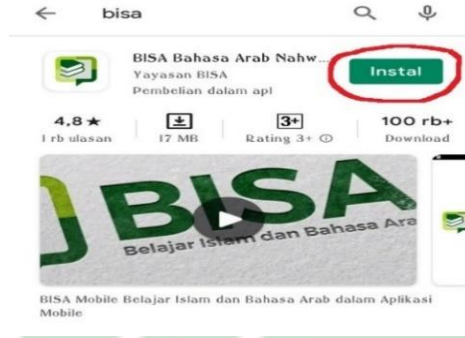 bisa
BISA Bahasa Arab Nahw...
Yayasan BISA
Pembelian dalam apl
Instal
4,8★
1 rb ulasan
17 MB
3+
Rating 3+
100 rb+
Download
BISA
Belajar Islam dan Bahasa Ara
BISA Mobile Belajar Islam dan Bahasa Arab dalam Aplikasi
Mobile